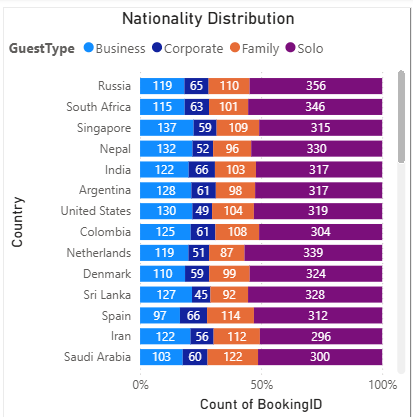 Nationality Distribution
GuestType Business Corporate Family Solo
Russia 119 65 110 356
South Africa 115 63 101 346
Singapore 137 59 109 315
Nepal 132 52 96 330
India 122 66 103 317
Argentina 128 61 98 317
United States 130 49 104 319
Colombia 125 61 108 304
Netherlands 119 51 87 339
Denmark 110 59 99 324
Sri Lanka 127 45 92 328
Spain 97 66 114 312
Iran 122 56 112 296
Saudi Arabia 103 60 122 300
Country
0% 50% 100%
Count of BookingID